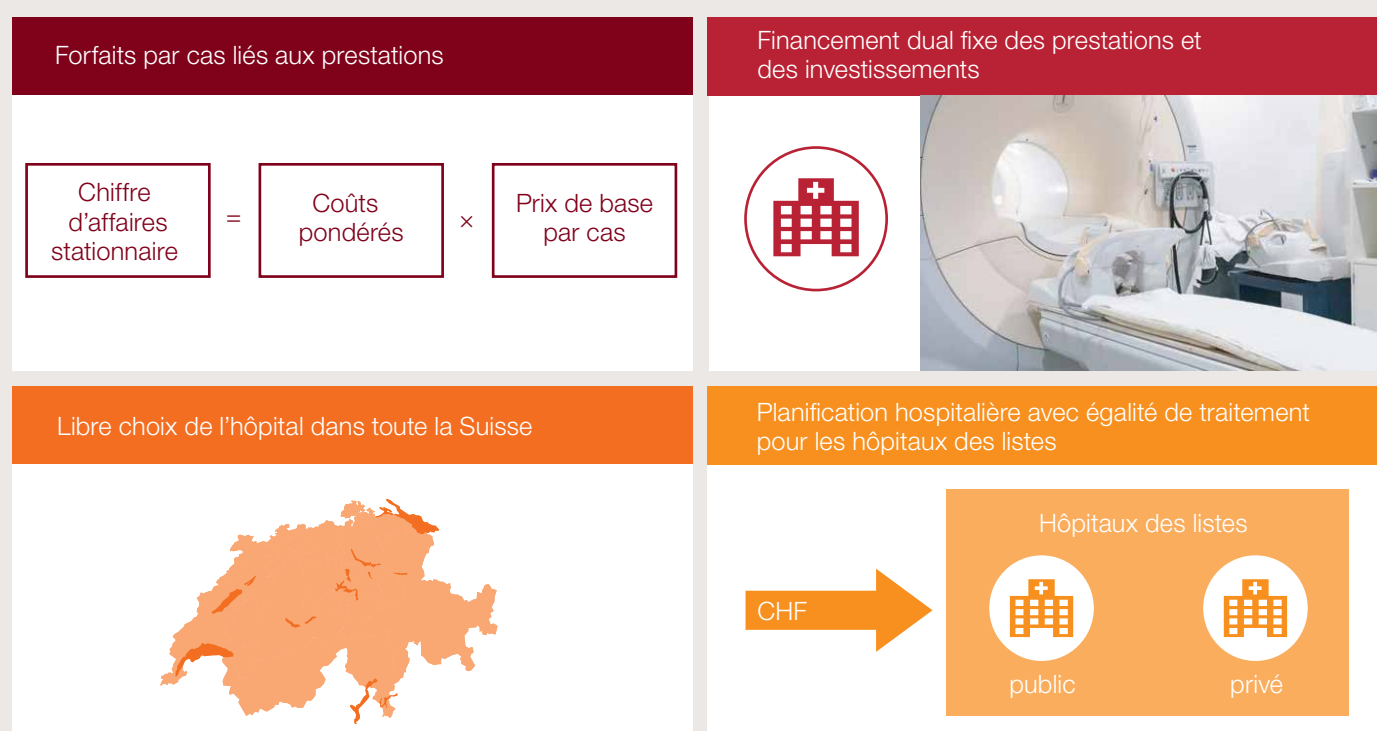 Forfaits par cas liés aux prestations
Chiffre
d'affaires
stationnaire
=
Coûts
pondérés
×
Prix de base
par cas
Financement dual fixe des prestations et
des investissements
Libre choix de l'hôpital dans toute la Suisse
Planification hospitalière avec égalité de traitement
pour les hôpitaux des listes
CHF
Hôpitaux des listes
public
privé